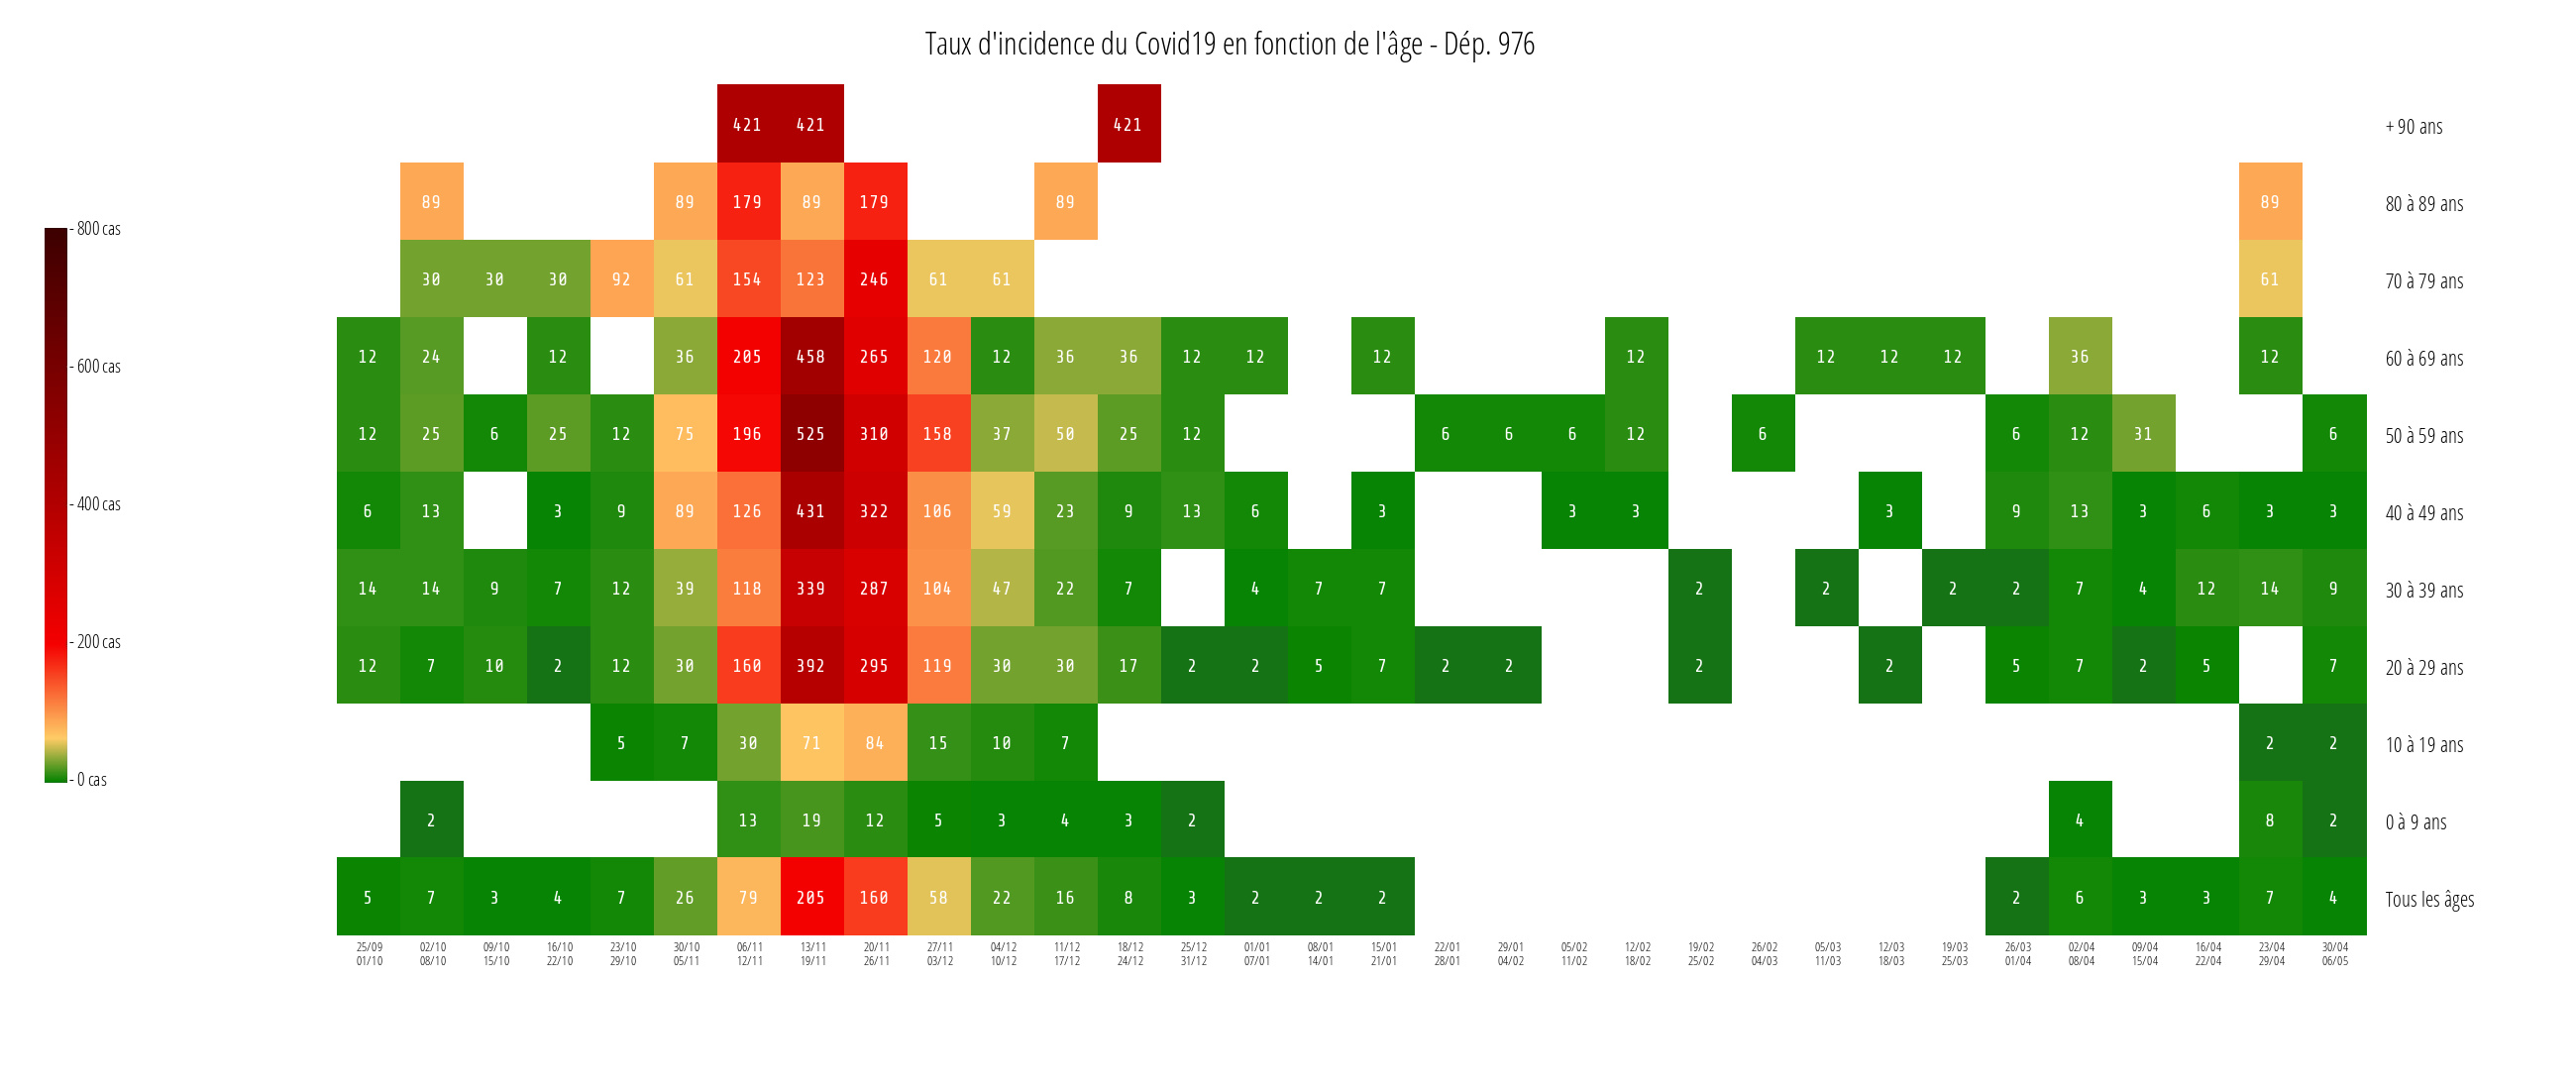 Taux d'incidence du Covid19 en fonction de l'âge - Dép. 976
- 800 cas
- 600 cas
- 400 cas
- 200 cas
- 0 cas
421 421 421 + 90 ans
89 89 179 89 179 89 89 80 à 89 ans
30 30 30 92 61 154 123 246 61 61 61 70 à 79 ans
12 24 12 36 205 458 265 120 12 36 36 12 12 12 12 12 12 12 36 12 60 à 69 ans
12 25 6 25 12 75 196 525 310 158 37 50 25 12 6 6 6 12 6 6 12 31 6 50 à 59 ans
6 13 3 9 89 126 431 322 106 59 23 9 13 6 3 3 3 3 9 13 3 6 3 3 40 à 49 ans
14 14 9 7 12 39 118 339 287 104 47 22 7 4 7 7 2 2 2 2 7 4 12 14 9 30 à 39 ans
12 7 10 2 12 30 160 392 295 119 30 30 17 2 2 5 7 2 2 2 2 5 7 2 5 7 20 à 29 ans
5 7 30 71 84 15 10 7 2 2 10 à 19 ans
2 13 19 12 5 3 4 3 2 4 8 2 0 à 9 ans
5 7 3 4 7 26 79 205 160 58 22 16 8 3 2 2 2 2 6 3 3 7 4 Tous les âges
25/09 02/10 09/10 16/10 23/10 30/10 06/11 13/11 20/11 27/11 04/12 11/12 18/12 25/12 01/01 08/01 15/01 22/01 29/01 05/02 12/02 19/02 26/02 05/03 12/03 19/03 26/03 02/04 09/04 16/04 23/04 30/04
01/10 08/10 15/10 22/10 29/10 05/11 12/11 19/11 26/11 03/12 10/12 17/12 24/12 31/12 07/01 14/01 21/01 28/01 04/02 11/02 18/02 25/02 04/03 11/03 18/03 25/03 01/04 08/04 15/04 22/04 29/04 06/05